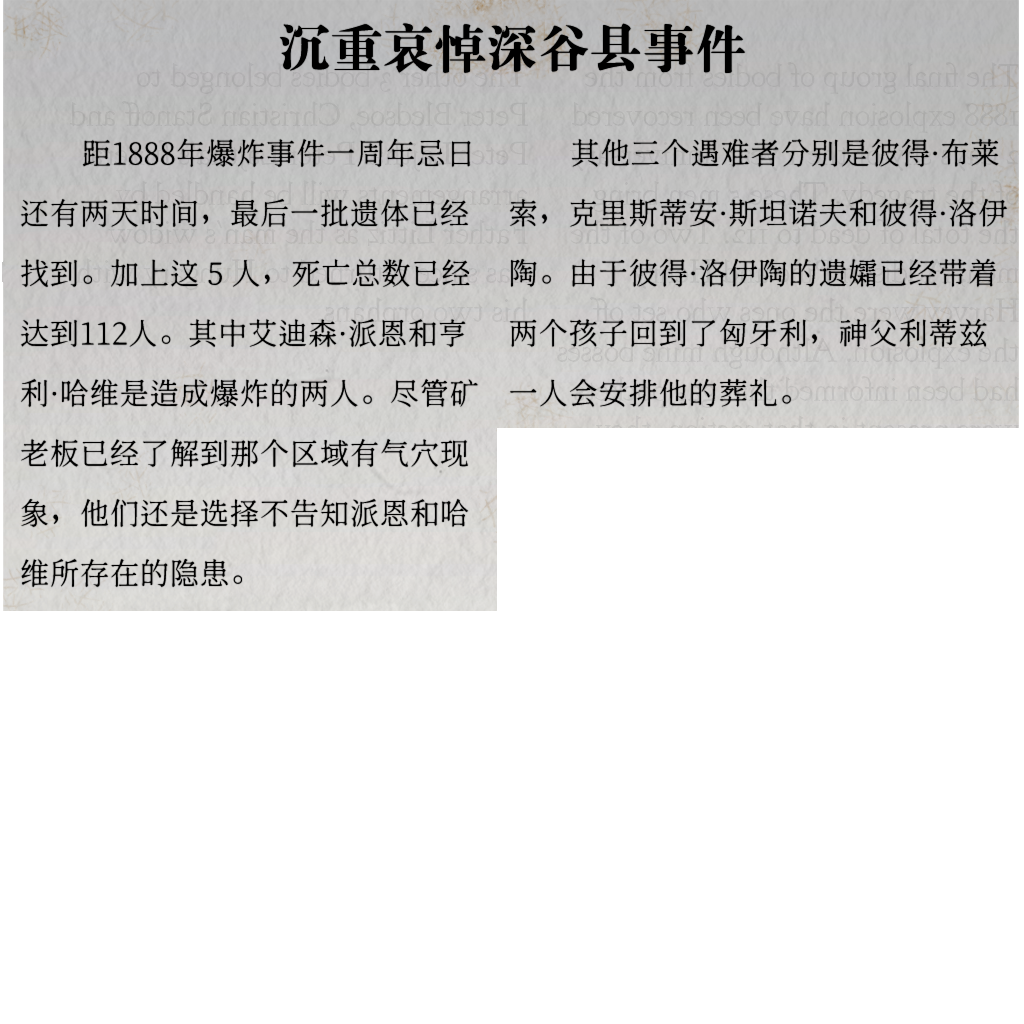 沉重哀悼深谷县事件
距1888年爆炸事件一周年忌日
还有两天时间，最后一批遗体已经
找到。加上这 5 人，死亡总数已经
达到112人。其中艾迪森·派恩和亨
利·哈维是造成爆炸的两人。尽管矿
老板已经了解到那个区域有气穴现
象，他们还是选择不告知派恩和哈
维所存在的隐患。
其他三个遇难者分别是彼得·布莱
索，克里斯蒂安·斯坦诺夫和彼得·洛伊
陶。由于彼得·洛伊陶的遗孀已经带着
两个孩子回到了匈牙利，神父利蒂兹
一人会安排他的葬礼。